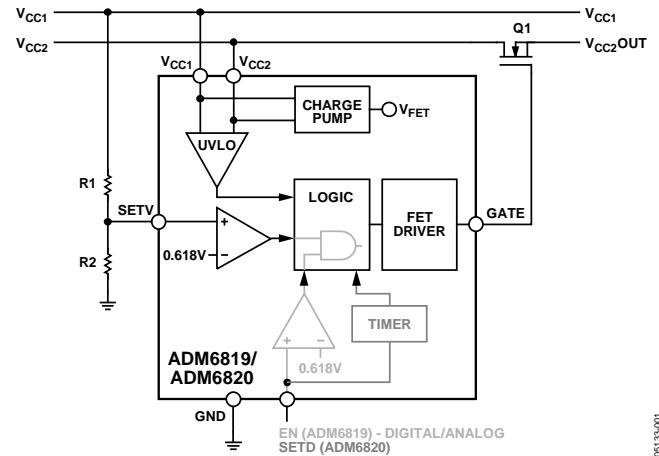 VCC1
VCC1
Q1
VCC2
VCC2OUT
VCC1
VCC2
CHARGE
PUMP
VFET
UVLO
R1
LOGIC
SETV
FET
DRIVER
GATE
+
0.618V
−
R2
TIMER
+
−
0.618V
ADM6819/
ADM6820
GND
EN (ADM6819) - DIGITAL/ANALOG
SETD (ADM6820)
05133-001